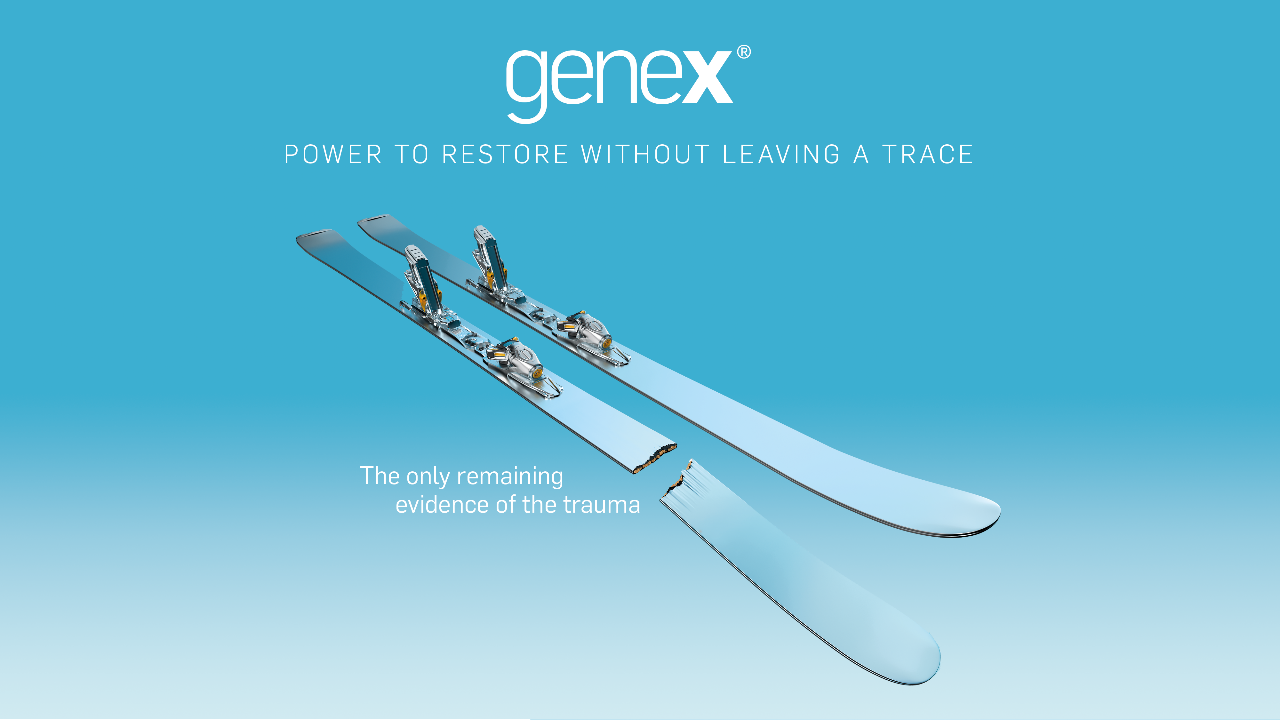 genex®
POWER TO RESTORE WITHOUT LEAVING A TRACE
The only remaining
evidence of the trauma